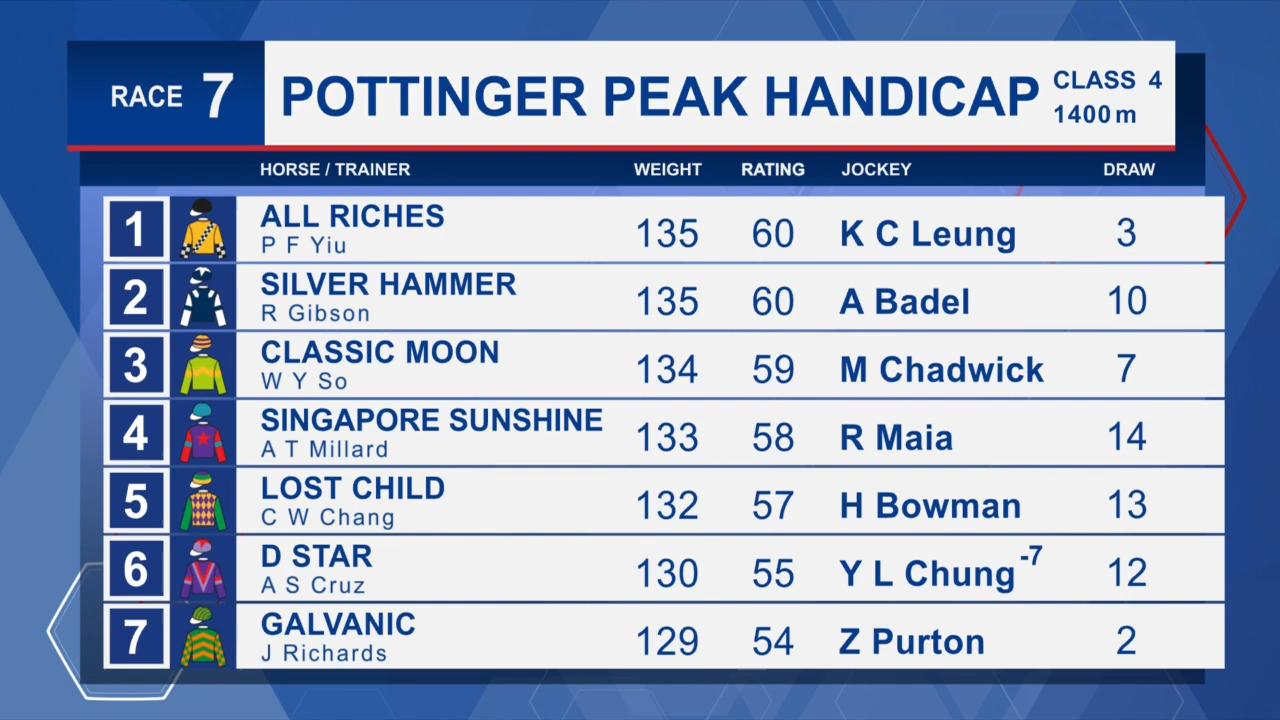 RACE 7 POTTINGER PEAK HANDICAP CLASS 4
1400m
HORSE / TRAINER WEIGHT RATING JOCKEY DRAW
1 ALL RICHES 135 60 K C Leung 3
P F Yiu
2 SILVER HAMMER 135 60 A Badel 10
R Gibson
3 CLASSIC MOON 134 59 M Chadwick 7
W Y So
4 SINGAPORE SUNSHINE 133 58 R Maia 14
A T Millard
5 LOST CHILD 132 57 H Bowman 13
C W Chang
6 D STAR 130 55 Y L Chung -7 12
A S Cruz
7 GALVANIC 129 54 Z Purton 2
J Richards